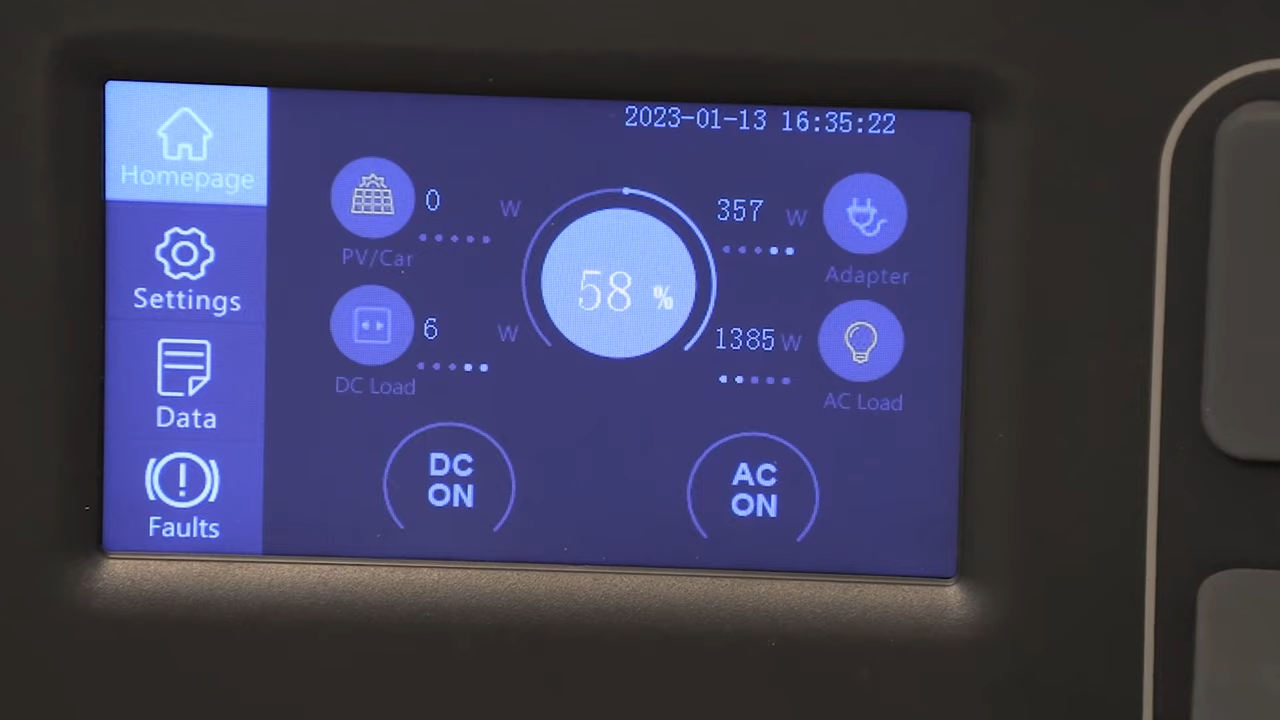 2023-01-13 16:35:22
Homepage
Settings
Data
Faults
0 W
PV/Car
357 W
Adapter
58 %
6 W
DC Load
1385 W
AC Load
DC
ON
AC
ON